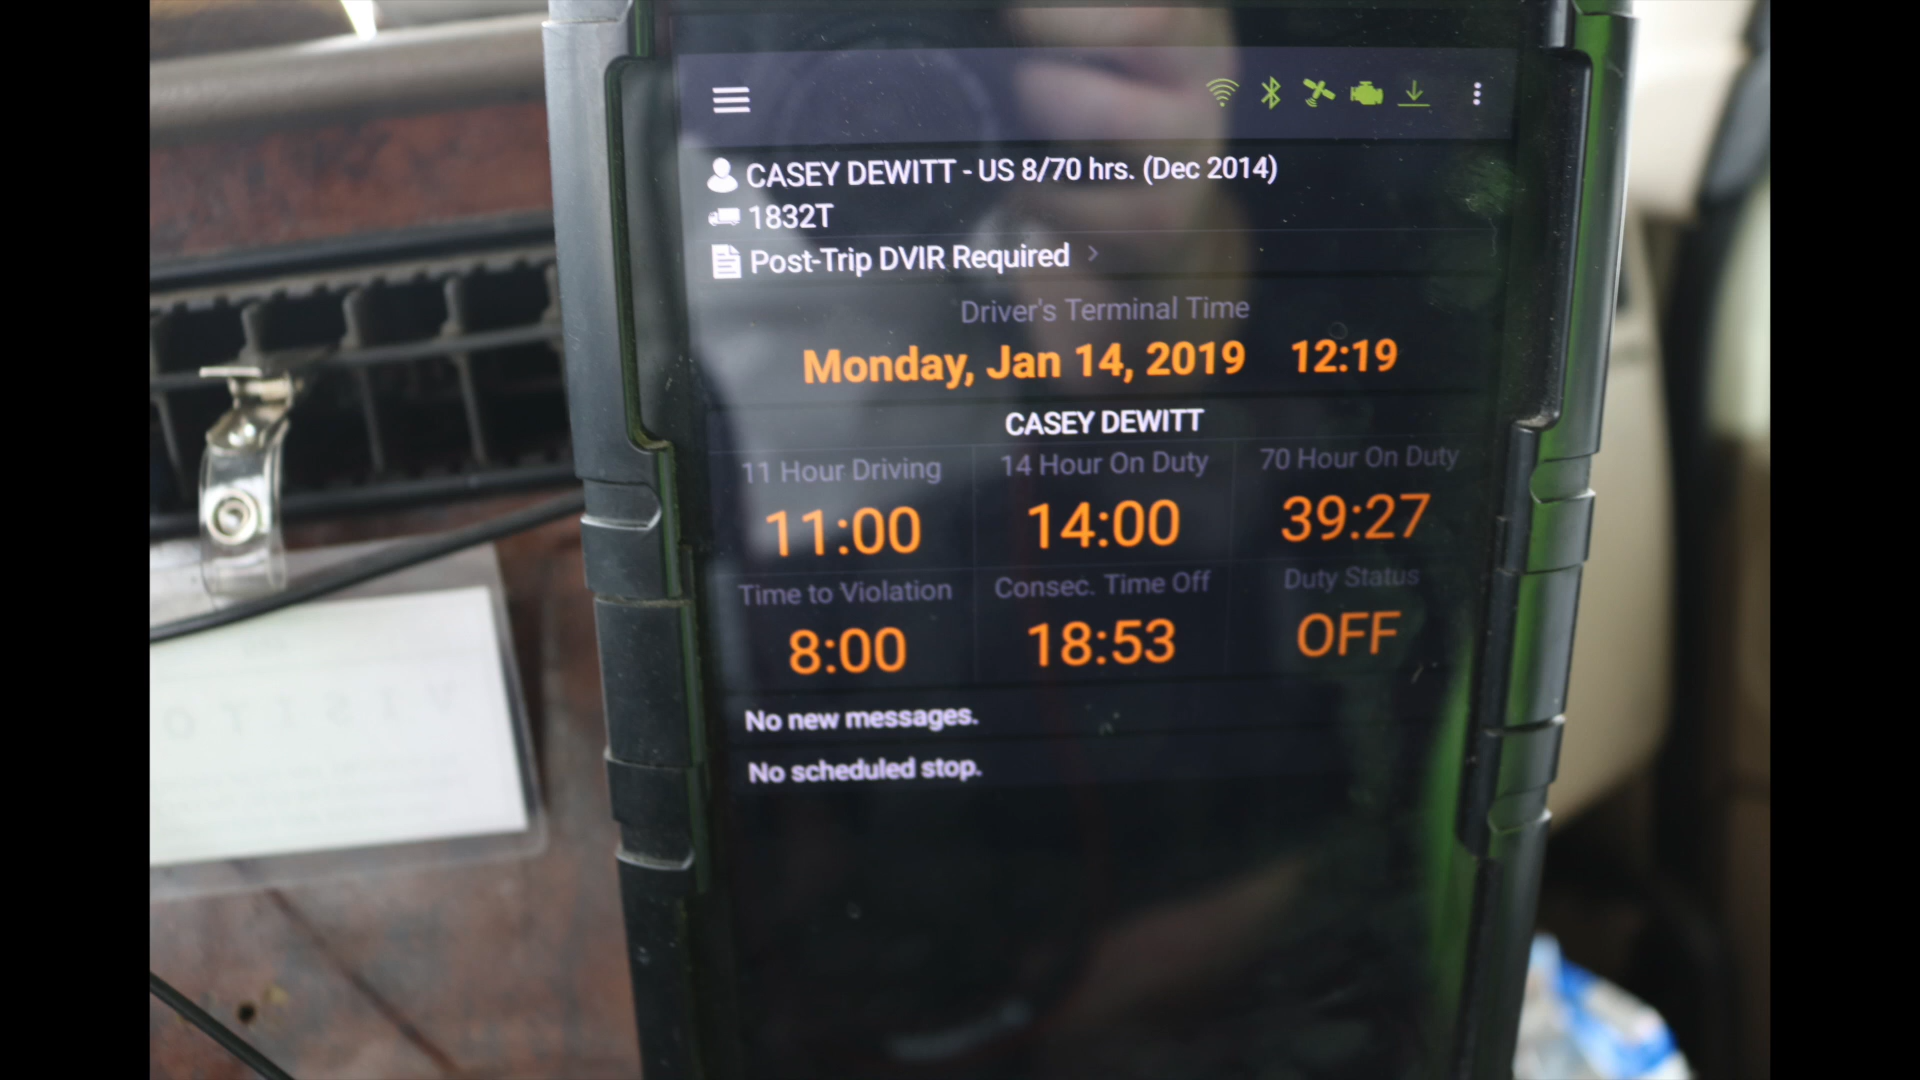 CASEY DEWITT - US 8/70 hrs. (Dec 2014)
1832T
Post-Trip DVIR Required
Driver's Terminal Time
Monday, Jan 14, 2019 12:19
CASEY DEWITT
11 Hour Driving 14 Hour On Duty 70 Hour On Duty
11:00 14:00 39:27
Time to Violation Consec. Time Off Duty Status
8:00 18:53 OFF
No new messages.
No scheduled stop.